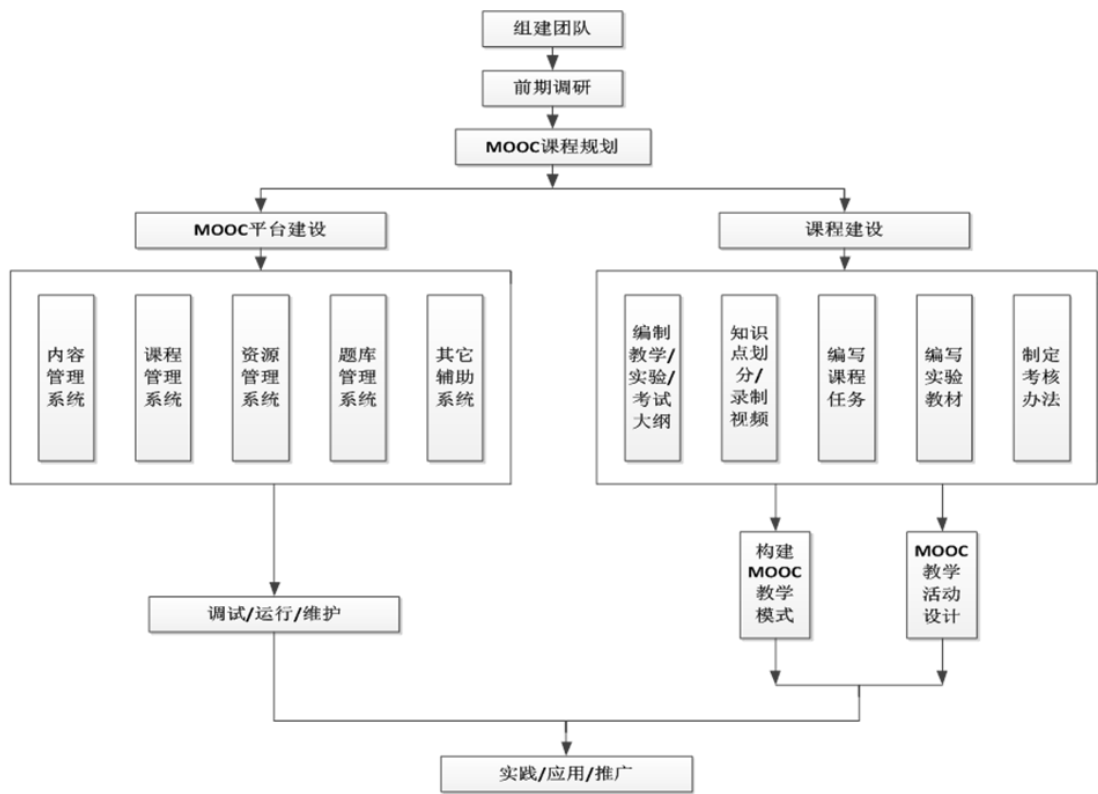 组建团队
前期调研
MOOC课程规划
MOOC平台建设
课程建设
内容
管理
系统
课程
管理
系统
资源
管理
系统
题库
管理
系统
其它
辅助
系统
编制
教学/
实验/
考试
大纲
知识
点划
分/
录制
视频
编写
课程
任务
编写
实验
教材
制定
考核
办法
构建
MOOC
教学
模式
MOOC
教学
活动
设计
调试/运行/维护
实践/应用/推广